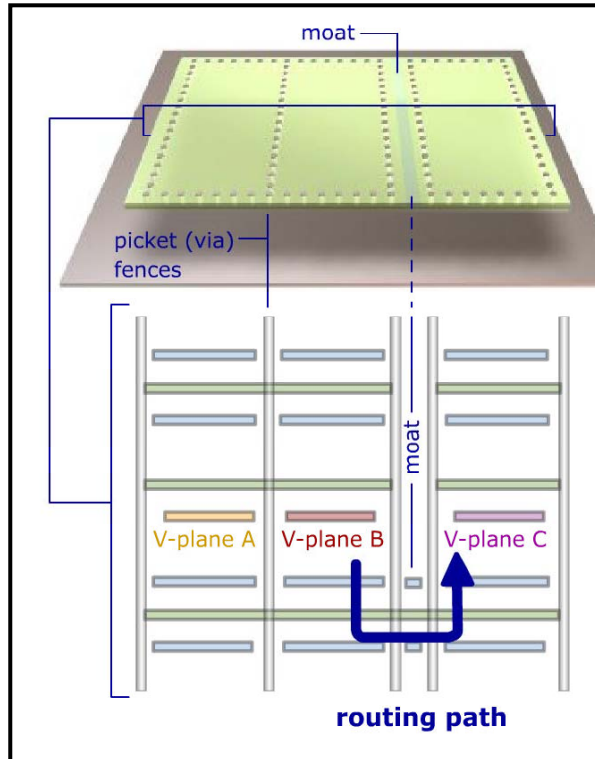 moat
picket (via)
fences
moat
V-plane A
V-plane B
V-plane C
routing path